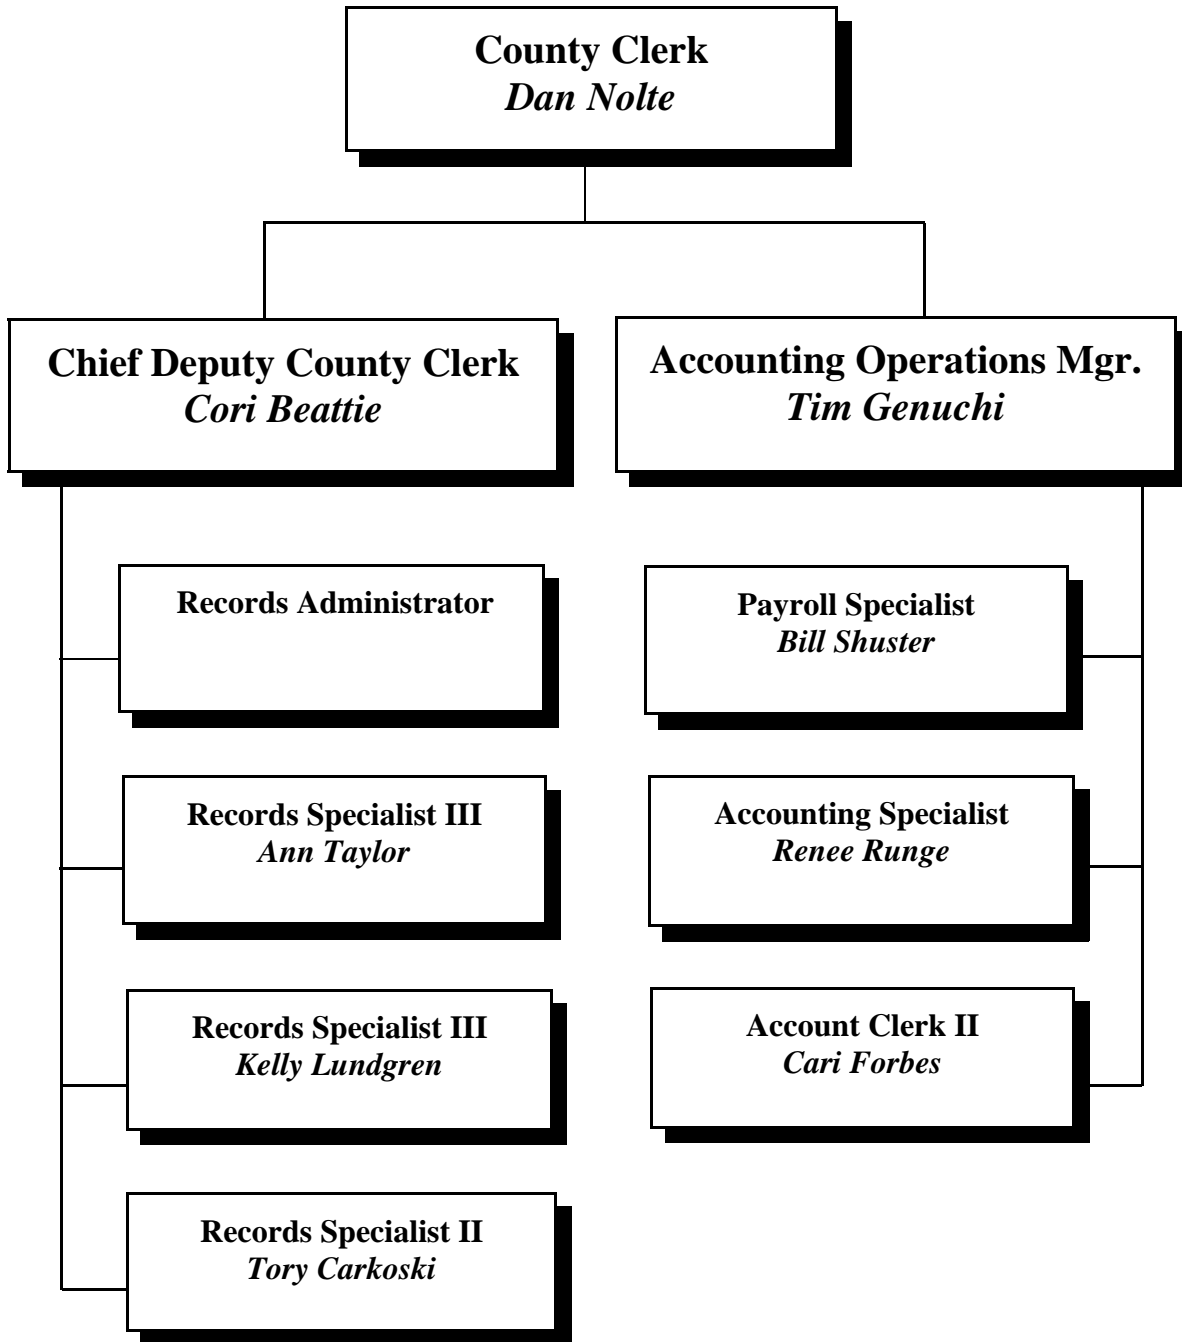 County Clerk
Dan Nolte
Chief Deputy County Clerk
Cori Beattie
Accounting Operations Mgr.
Tim Genuchi
Records Administrator
Payroll Specialist
Bill Shuster
Records Specialist III
Ann Taylor
Accounting Specialist
Renee Runge
Records Specialist III
Kelly Lundgren
Account Clerk II
Cari Forbes
Records Specialist II
Tory Carkoski